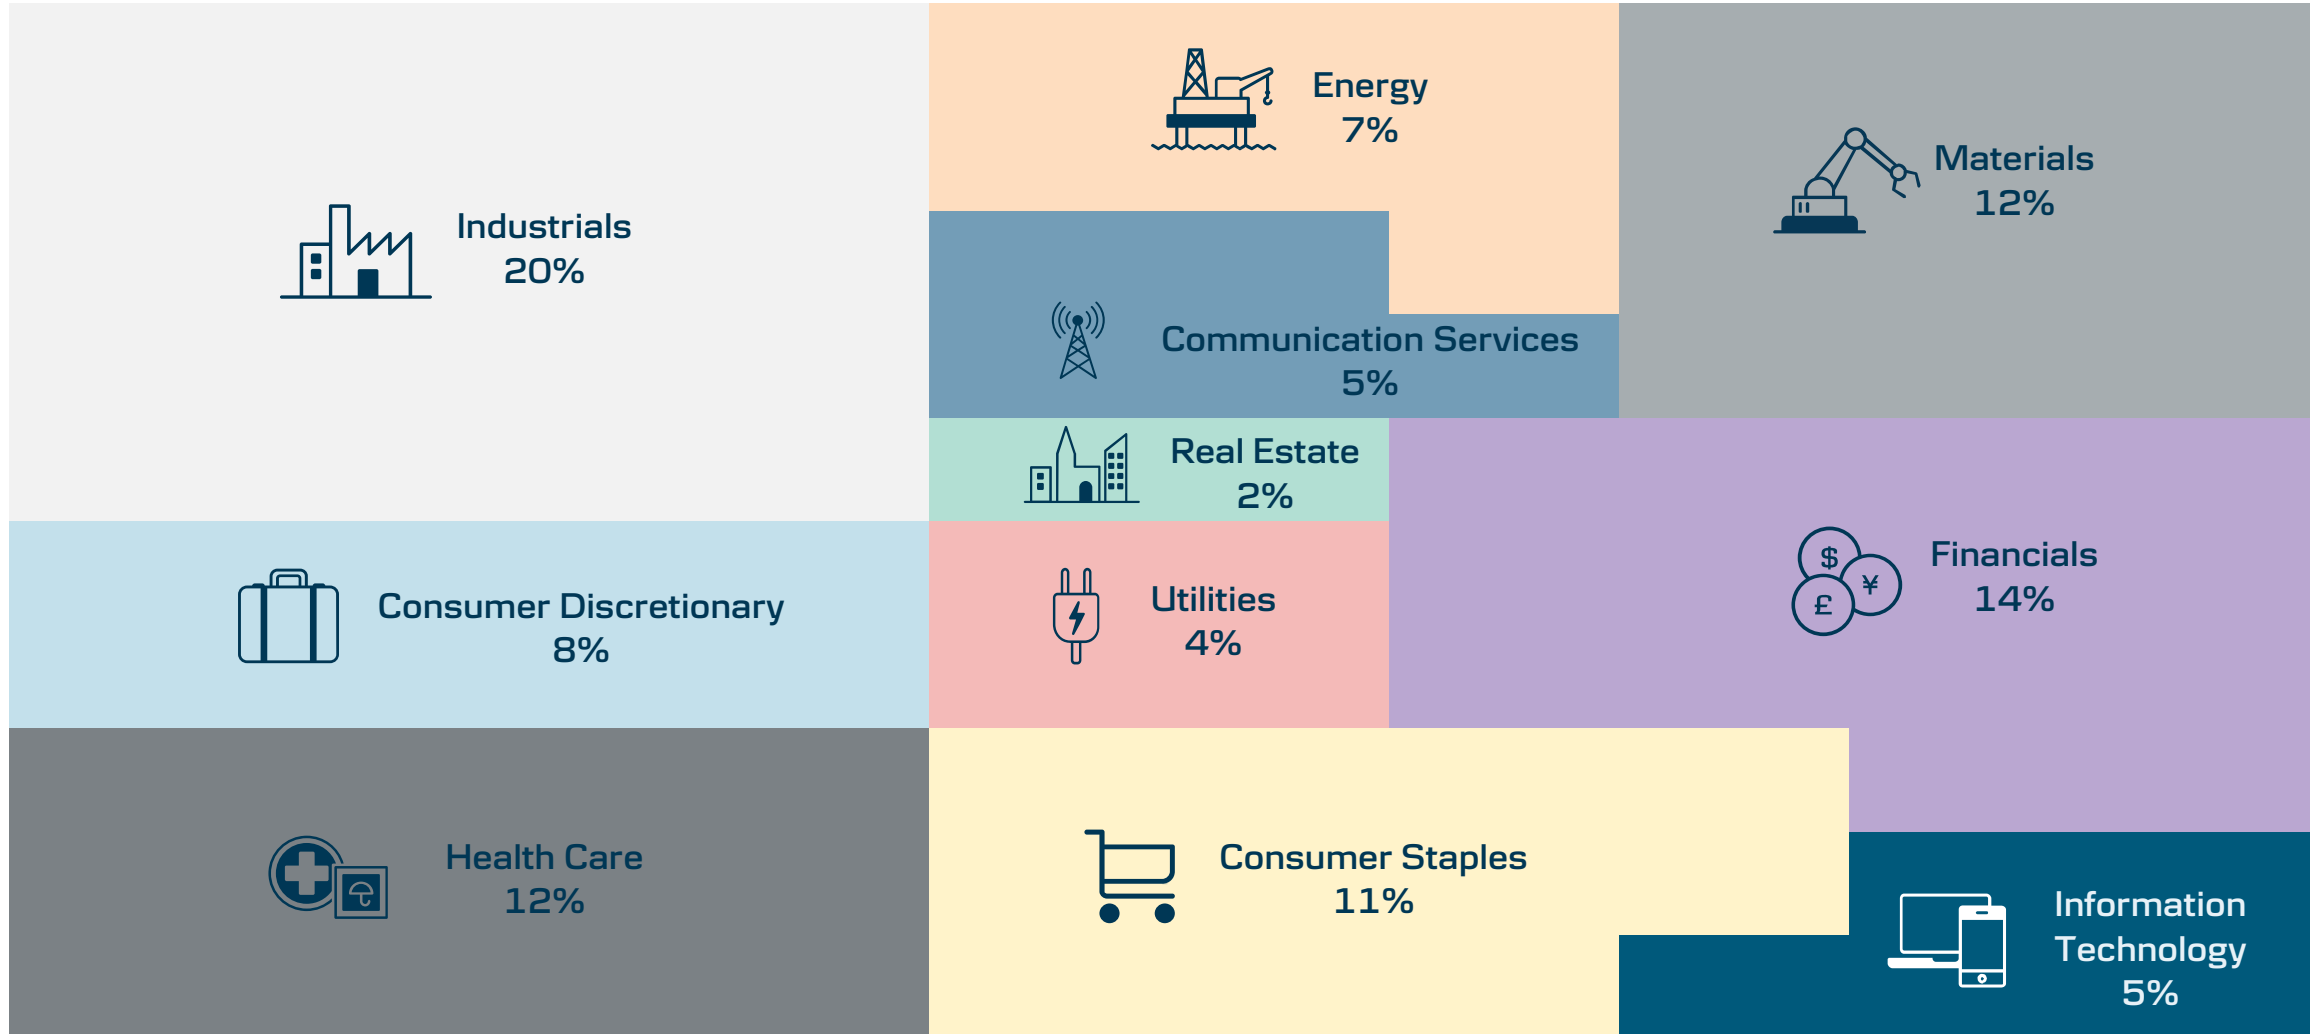 Industrials
20%
Energy
7%
Materials
12%
Communication Services
5%
Real Estate
2%
Consumer Discretionary
8%
Utilities
4%
$
¥
£
Financials
14%
Health Care
12%
Consumer Staples
11%
Information
Technology
5%